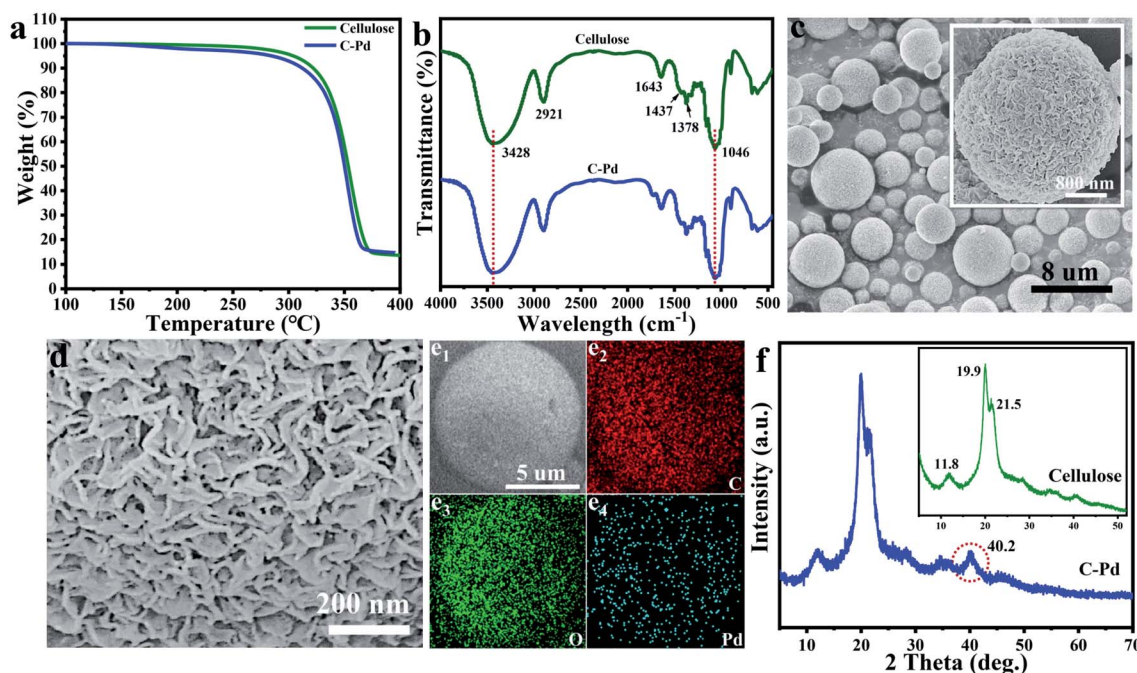 a
Cellulose
C-Pd
Weight (%)
110
100
90
80
70
60
50
40
30
20
10
0
100 150 200 250 300 350 400
Temperature (℃)
b
Cellulose
1643
2921
1437
1378
3428
1046
C-Pd
Transmittance (%)
4000 3500 3000 2500 2000 1500 1000 500
Wavelength (cm-1)
c
800 nm
8 um
d
200 nm
e1
5 um
e2
C
e3
O
e4
Pd
f
19.9
21.5
11.8
Cellulose
5 10 20 30 40 50
40.2
C-Pd
Intensity (a.u.)
10 20 30 40 50 60 70
2 Theta (deg.)